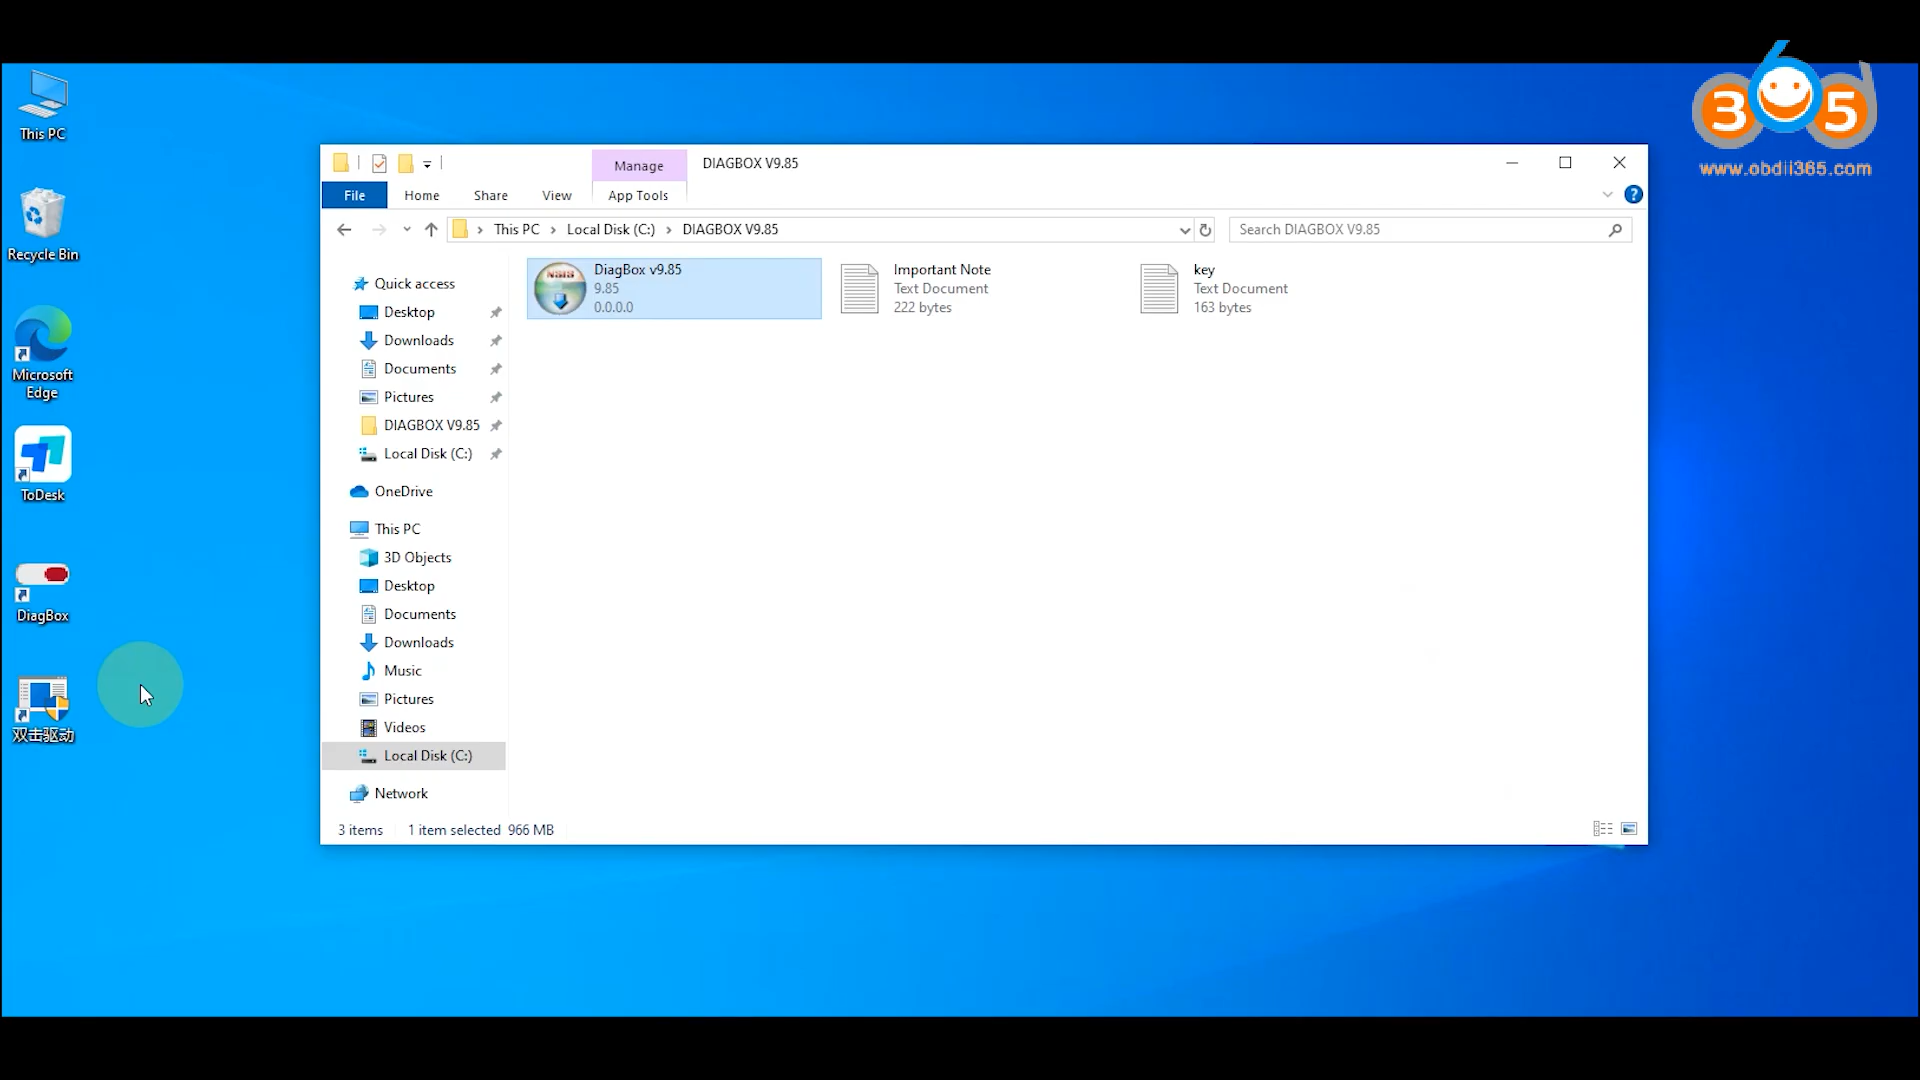 This PC
Recycle Bin
Microsoft
Edge
ToDesk
DiagBox
双击驱动
Manage
DIAGBOX V9.85
File
Home
Share
View
App Tools
This PC
Local Disk (C:)
DIAGBOX V9.85
Search DIAGBOX V9.85
Quick access
Desktop
Downloads
Documents
Pictures
DIAGBOX V9.85
Local Disk (C:)
OneDrive
This PC
3D Objects
Desktop
Documents
Downloads
Music
Pictures
Videos
Local Disk (C:)
Network
NSIS
DiagBox v9.85
9.85
0.0.0.0
Important Note
Text Document
222 bytes
key
Text Document
163 bytes
3 items
1 item selected 966 MB
365
www.obdii365.com